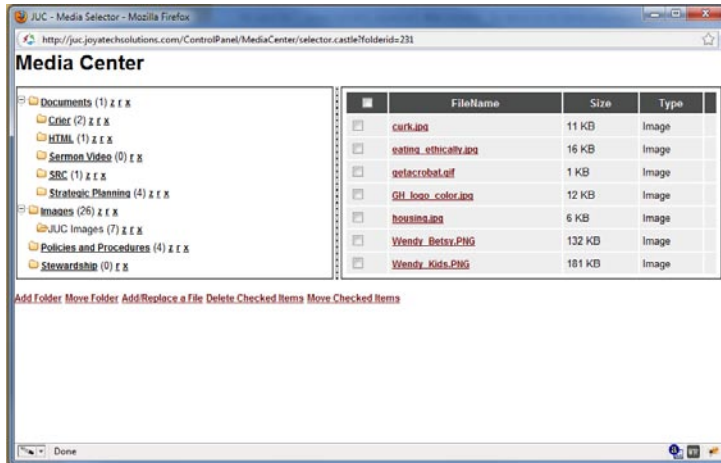 JUC - Media Selector - Mozilla Firefox
http://juc.joyatechsolutions.com/ControlPanel/MediaCenter/selector.castle?folderid=231
Media Center
Documents (1) z r x
Crier (2) z r x
HTML (1) z r x
Sermon Video (0) r x
SRC (1) z r x
Strategic Planning (4) z r x
Images (26) z r x
JUC Images (7) z r x
Policies and Procedures (4) z r x
Stewardship (0) r x
FileName Size Type
curk.jpg 11 KB Image
eating_ethically.jpg 16 KB Image
getacrobat.gif 1 KB Image
GH_logo_color.jpg 12 KB Image
housing.jpg 6 KB Image
Wendy_Betsy.PNG 132 KB Image
Wendy_Kids.PNG 181 KB Image
Add Folder Move Folder Add/Replace a File Delete Checked Items Move Checked Items
Done